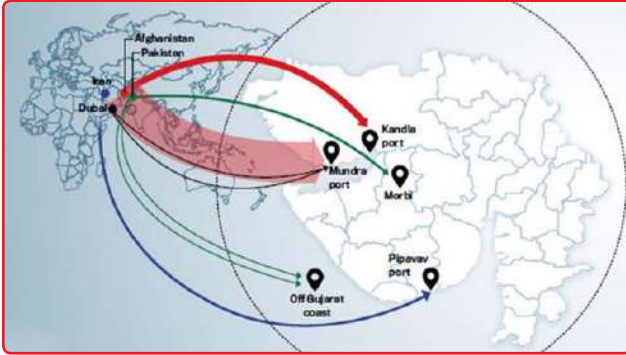 Afghanistan
Pakistan
Iran
Dubai
Kandla
port
Mundra
port
Morbi
Pipavav
port
Off Gujarat
coast